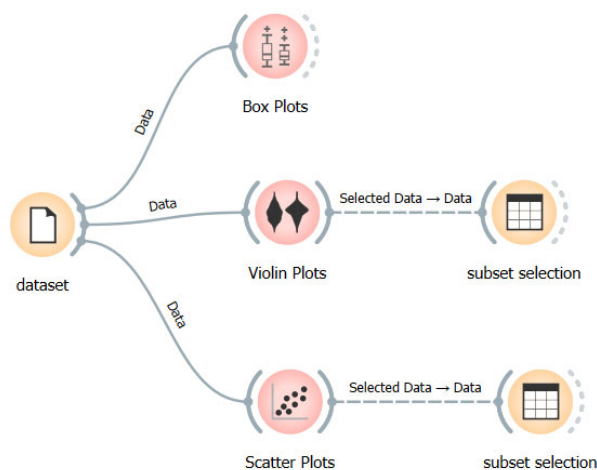 Box Plots
Data
Data
Selected Data → Data
dataset
Violin Plots
subset selection
Data
Selected Data → Data
Scatter Plots
subset selection